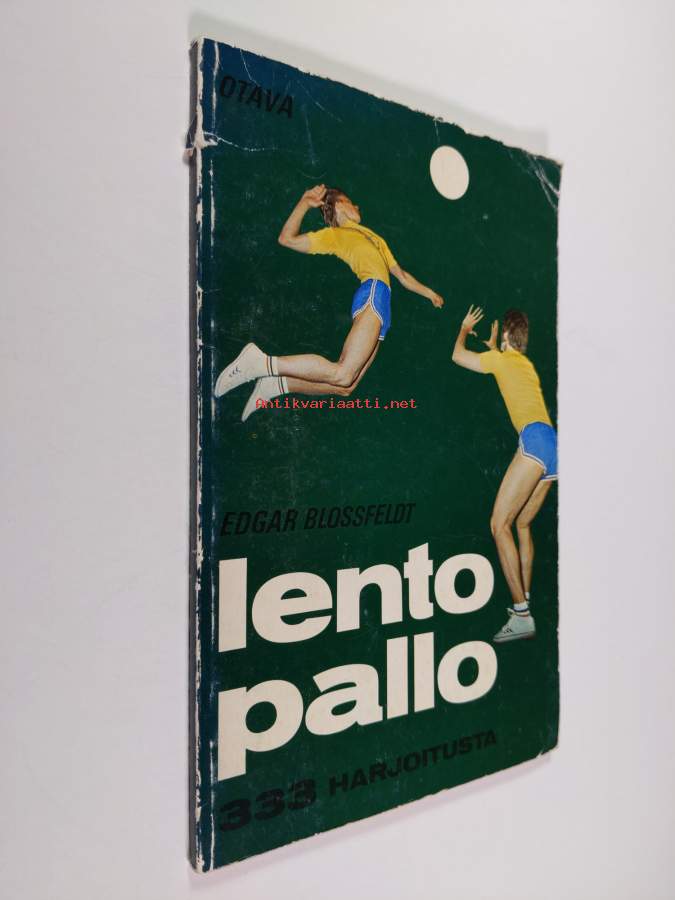 OTAVA
Antikvariaatti.net
EDGAR BLOSSFELDT
lento
pallo
333 HARJOITUSTA